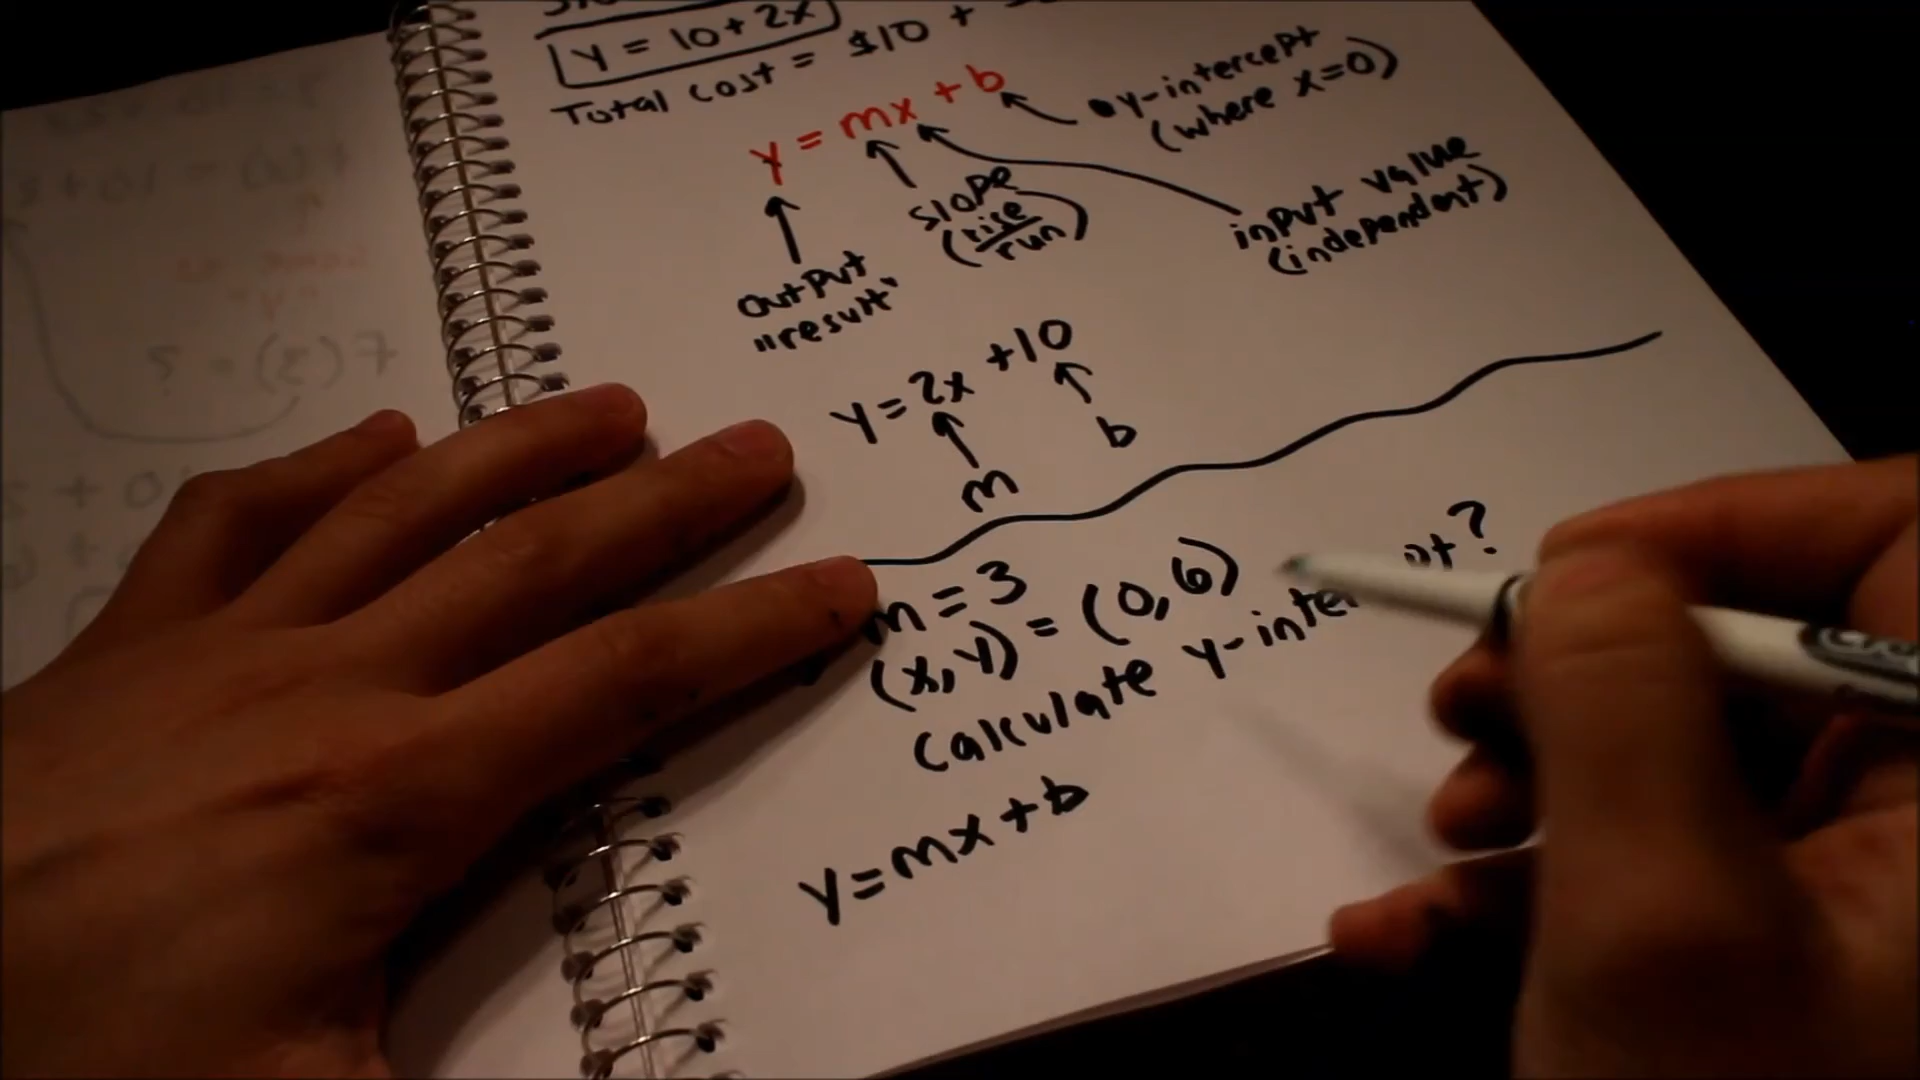 y = 10 + 2x
Total cost = $10 +
y = mx + b
y-intercept
(where x=0)
slope
(rise/run)
input value
(independent)
output
"result"
y = 2x + 10
m
b
m = 3
(x,y) = (0,6)
Calculate y-inter pt?
y = mx + b